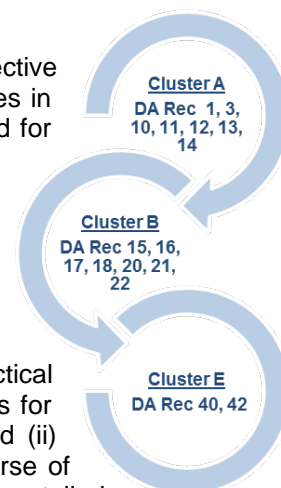 ective
es in
d for
Cluster A
DA Rec 1, 3,
10, 11, 12, 13,
14
Cluster B
DA Rec 15, 16,
17, 18, 20, 21,
22
ctical
s for
d (ii)
rse of
Cluster E
DA Rec 40, 42